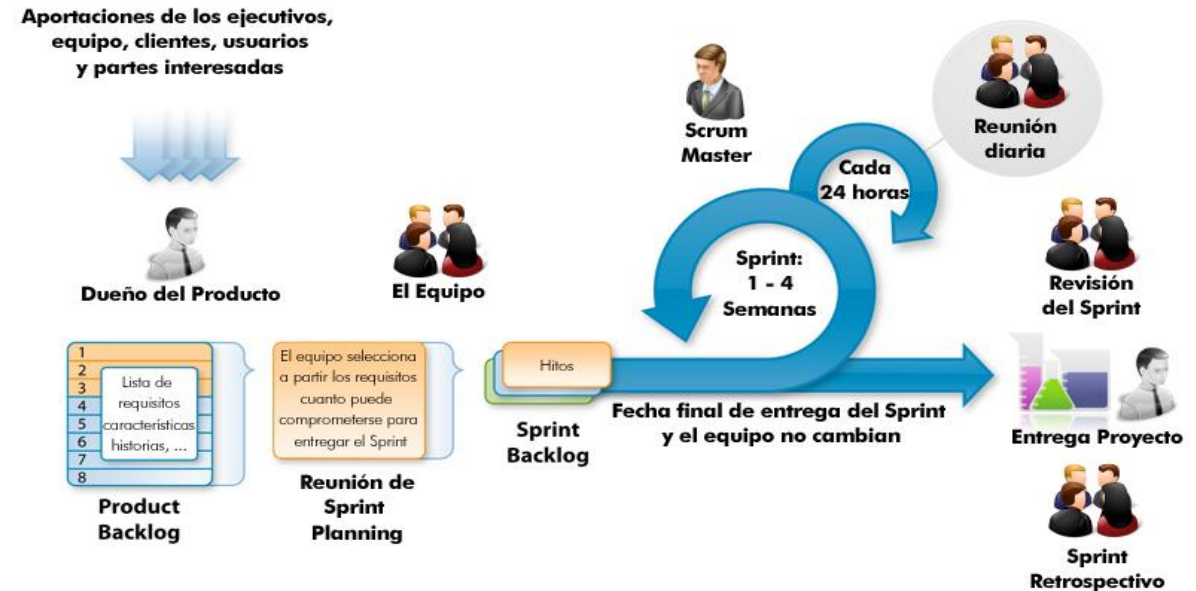 Aportaciones de los ejecutivos,
equipo, clientes, usuarios
y partes interesadas
Dueño del Producto
El Equipo
Scrum
Master
Cada
24 horas
Reunión
diaria
Sprint:
1 - 4
Semanas
Revisión
del Sprint
1
2
3
4
5
6
7
8
Lista de
requisitos
características
historias, ...
Product
Backlog
El equipo selecciona
a partir los requisitos
cuanto puede
comprometerse para
entregar el Sprint
Reunión de
Sprint
Planning
Hitos
Sprint
Backlog
Fecha final de entrega del Sprint
y el equipo no cambian
Entrega Proyecto
Sprint
Retrospectivo